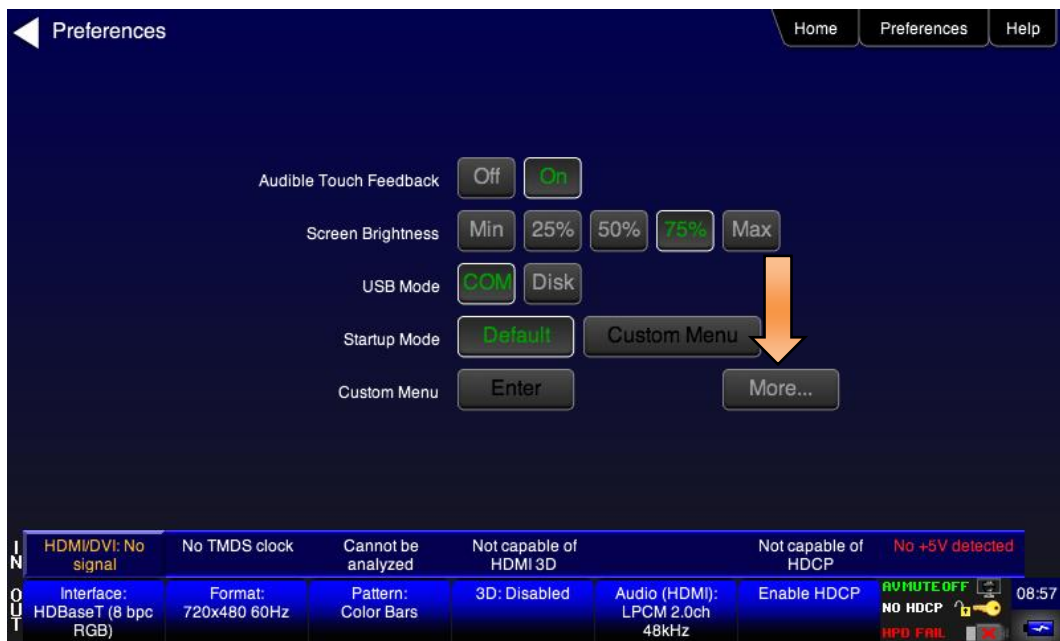 Preferences
Home
Preferences
Help
Audible Touch Feedback
Off
On
Screen Brightness
Min
25%
50%
75%
Max
USB Mode
COM
Disk
Startup Mode
Default
Custom Menu
Custom Menu
Enter
More...
IN
HDMI/DVI: No
signal
No TMDS clock
Cannot be
analyzed
Not capable of
HDMI 3D
Not capable of
HDCP
No +5V detected
OUT
Interface:
HDBaseT (8 bpc
RGB)
Format:
720x480 60Hz
Pattern:
Color Bars
3D: Disabled
Audio (HDMI):
LPCM 2.0ch
48kHz
Enable HDCP
AVMUTEOFF
NO HDCP
HPD FAIL
08:57